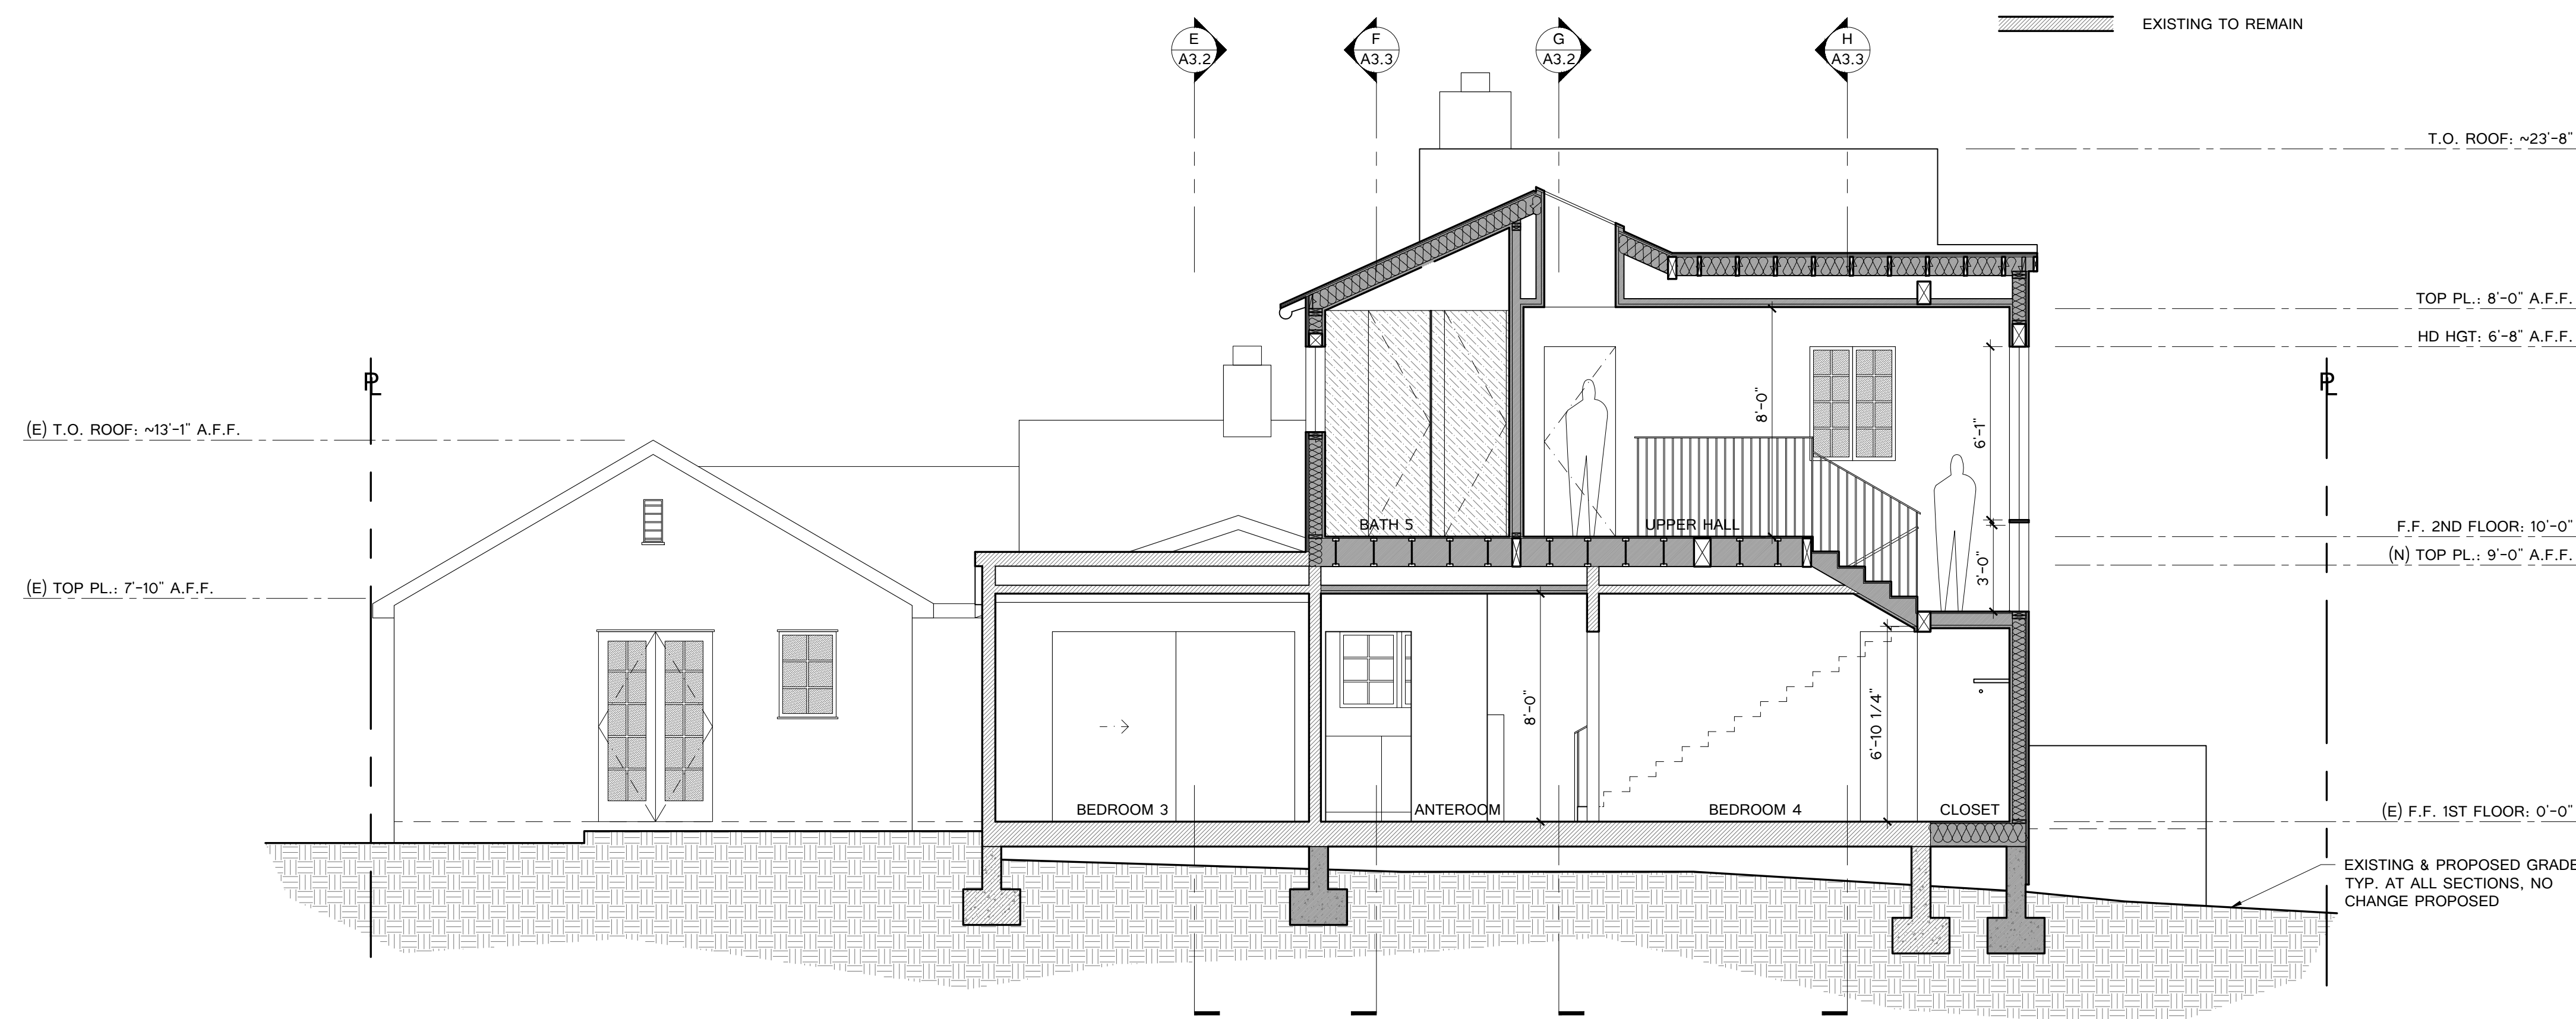 E
A3.2
F
A3.3
G
A3.2
H
A3.3
EXISTING TO REMAIN
T.O. ROOF: ~23'-8"
TOP PL.: 8'-0" A.F.F.
HD HGT: 6'-8" A.F.F.
PL
PL
(E) T.O. ROOF: ~13'-1" A.F.F.
8'-0"
6'-1"
BATH 5
UPPER HALL
F.F. 2ND FLOOR: 10'-0"
(N) TOP PL.: 9'-0" A.F.F.
3'-0"
(E) TOP PL.: 7'-10" A.F.F.
8'-0"
6'-10 1/4"
BEDROOM 3
ANTEROOM
BEDROOM 4
CLOSET
(E) F.F. 1ST FLOOR: 0'-0"
EXISTING & PROPOSED GRADE
TYP. AT ALL SECTIONS, NO
CHANGE PROPOSED